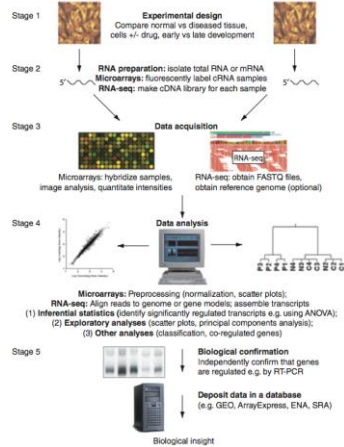 Stage 1
Experimental design
Compare normal vs diseased tissue,
cells +/- drug, early vs late development
Stage 2
RNA preparation: isolate total RNA or mRNA
Microarrays: fluorescently label cRNA samples
RNA-seq: make cDNA library for each sample
5'
5'
Stage 3
Data acquisition
RNA-seq
Microarrays: hybridize samples,
image analysis, quantitate intensities
RNA-seq: obtain FASTQ files,
obtain reference genome (optional)
Stage 4
Data analysis
Microarrays: Preprocessing (normalization, scatter plots);
RNA-seq: Align reads to genome or gene models; assemble transcripts
(1) Inferential statistics (identify significantly regulated transcripts e.g. using ANOVA);
(2) Exploratory analyses (scatter plots, principal components analysis);
(3) Other analyses (classification, co-regulated genes)
Stage 5
Biological confirmation
Independently confirm that genes
are regulated e.g. by RT-PCR
Deposit data in a database
(e.g. GEO, ArrayExpress, ENA, SRA)
Biological insight